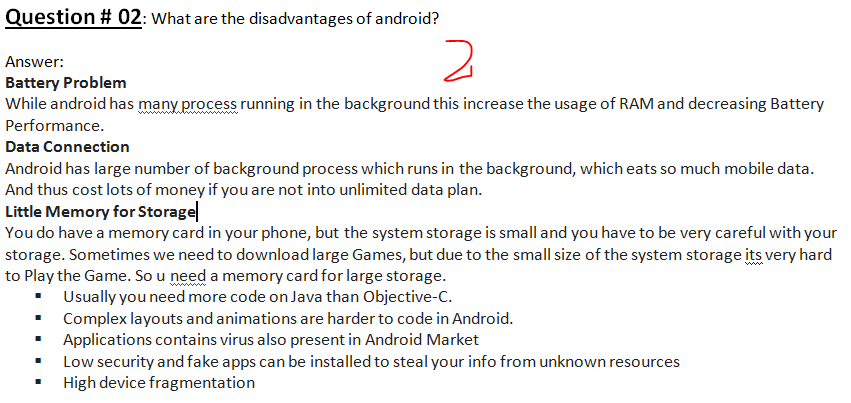 Question # 02: What are the disadvantages of android?
2
Answer:
Battery Problem
While android has many process running in the background this increase the usage of RAM and decreasing Battery
Performance.
Data Connection
Android has large number of background process which runs in the background, which eats so much mobile data.
And thus cost lots of money if you are not into unlimited data plan.
Little Memory for Storage
You do have a memory card in your phone, but the system storage is small and you have to be very careful with your
storage. Sometimes we need to download large Games, but due to the small size of the system storage its very hard
to Play the Game. So u need a memory card for large storage.
▪ Usually you need more code on Java than Objective-C.
▪ Complex layouts and animations are harder to code in Android.
▪ Applications contains virus also present in Android Market
▪ Low security and fake apps can be installed to steal your info from unknown resources
▪ High device fragmentation